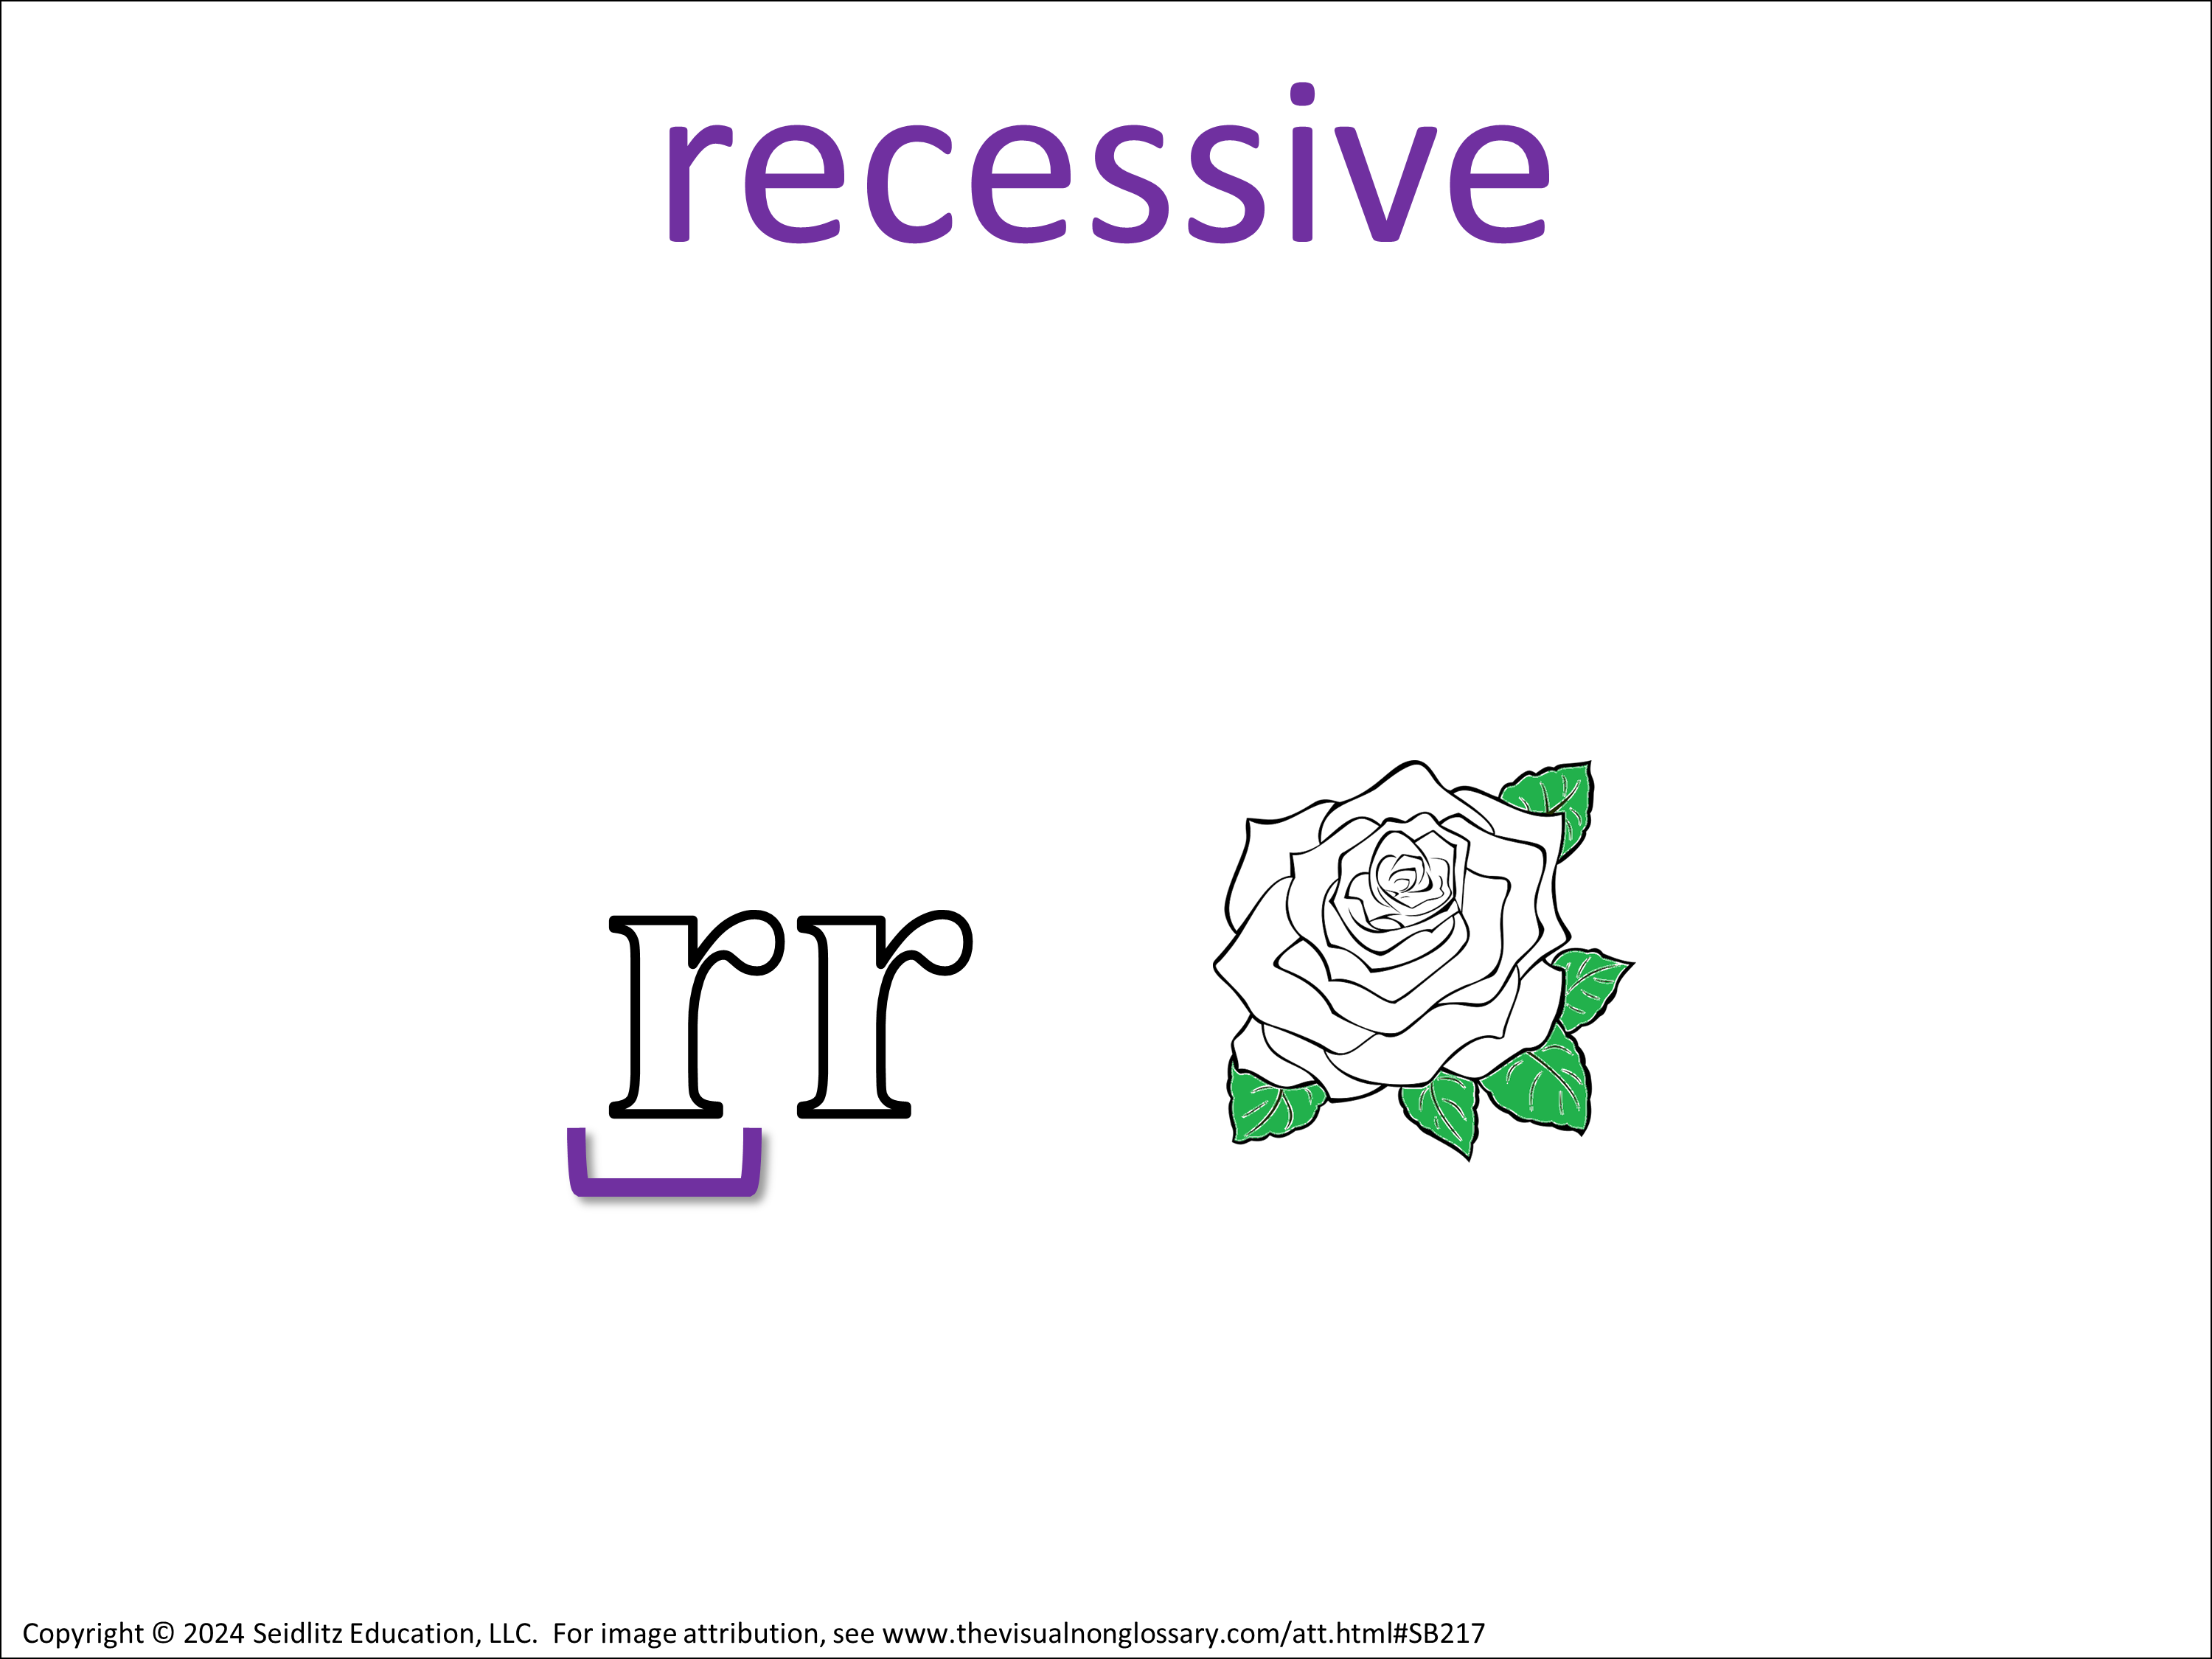 recessive
rr
Copyright © 2024 Seidlitz Education, LLC.  For image attribution, see www.thevisualnonglossary.com/att.html#SB217